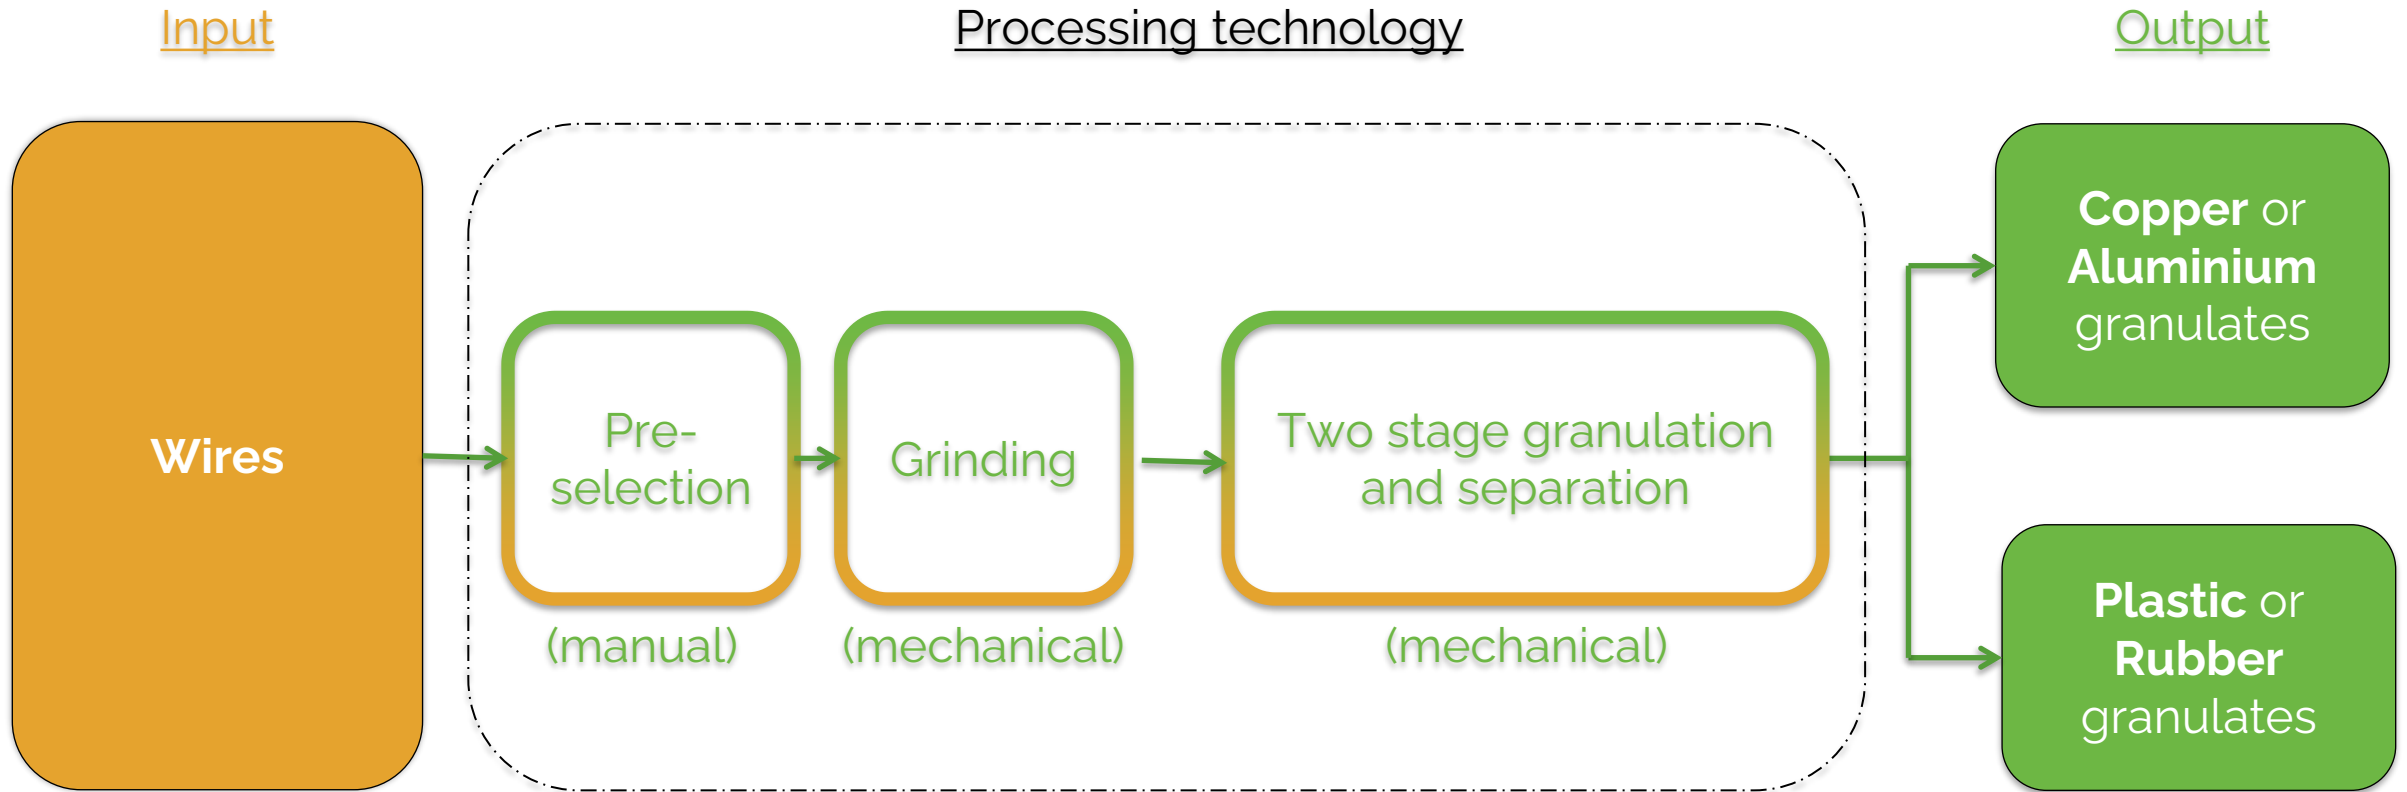 Input
Processing technology
Output
Wires
Pre-
selection
(manual)
Grinding
(mechanical)
Two stage granulation
and separation
(mechanical)
Copper or
Aluminium
granulates
Plastic or
Rubber
granulates